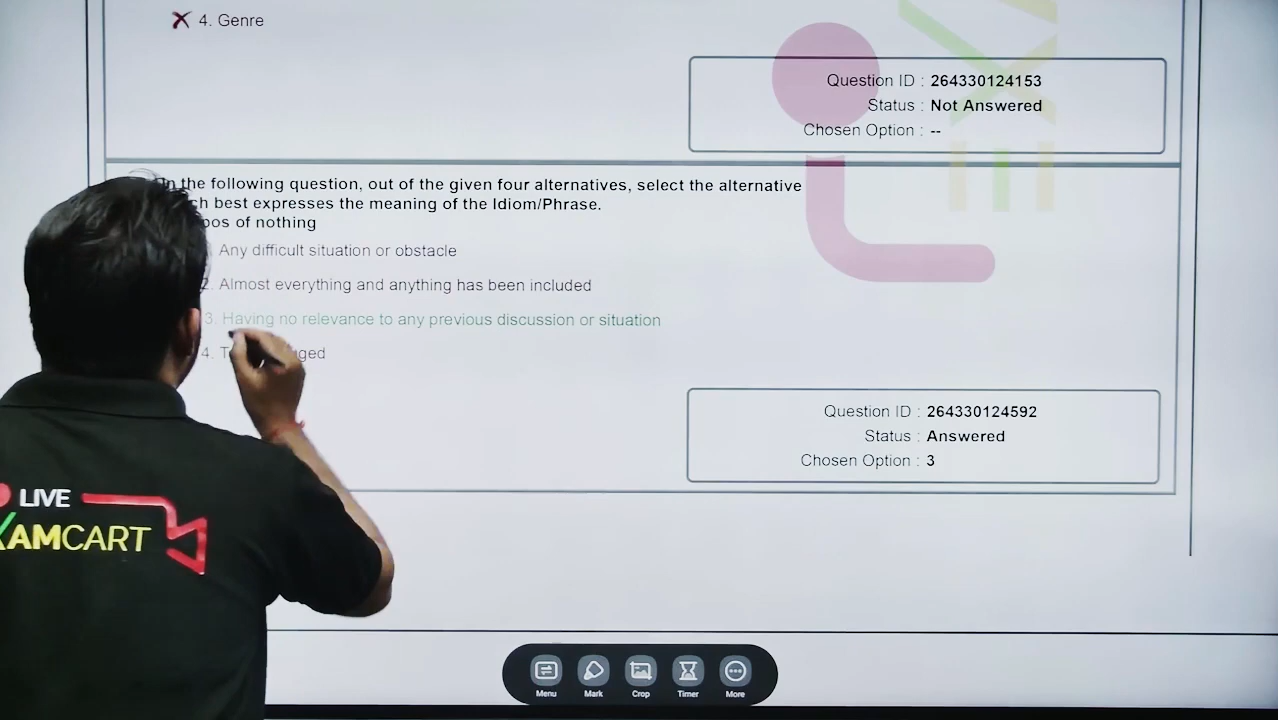 4. Genre
Question ID : 264330124153
Status : Not Answered
Chosen Option : --
In the following question, out of the given four alternatives, select the alternative
best expresses the meaning of the Idiom/Phrase.
of nothing
Any difficult situation or obstacle
2. Almost everything and anything has been included
3. Having no relevance to any previous discussion or situation
4.
Question ID : 264330124592
Status : Answered
Chosen Option : 3
LIVE
XAMCART
Menu Mark Crop Timer More